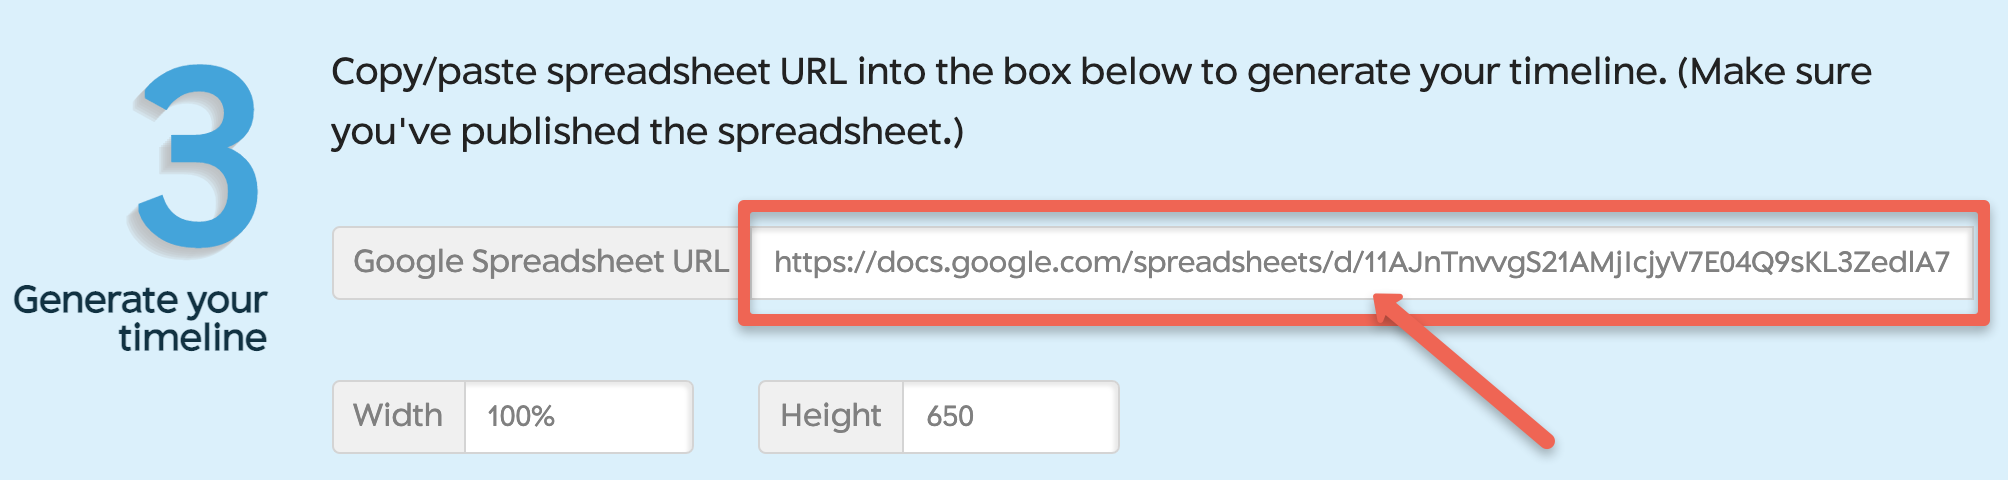 3
Generate your
timeline
Copy/paste spreadsheet URL into the box below to generate your timeline. (Make sure
you've published the spreadsheet.)
Google Spreadsheet URL https://docs.google.com/spreadsheets/d/11AJnTnvvgS21AMjIcjyV7E04Q9sKL3ZedlA7
Width 100% Height 650